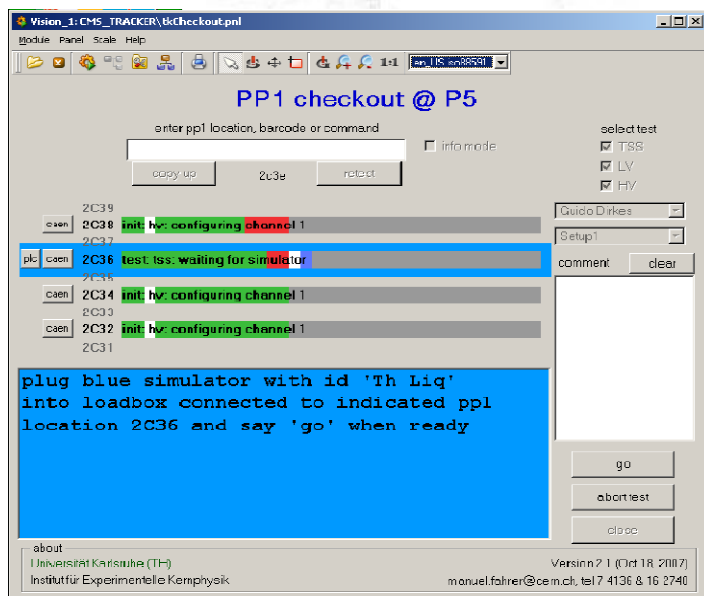 Vision_1: CMS_TRACKER\tkCheckout.pnl
Module Panel Scale Help
1:1 en_US.iso88591
PP1 checkout @ P5
enter pp1 location, barcode or command
info mode
select test
TSS
LV
HV
copy up 2c3e retest
2C39
caen 2C38 init: hv: configuring channel 1
2C37
plc caen 2C36 test: tss: waiting for simulator
2C35
caen 2C34 init: hv: configuring channel 1
2C33
caen 2C32 init: hv: configuring channel 1
2C31
Guido Dirkes
Setup1
comment clear
plug blue simulator with id 'Th Liq'
into loadbox connected to indicated pp1
location 2C36 and say 'go' when ready
go
abort test
close
about
Universität Karlsruhe (TH)
Institut für Experimentelle Kernphysik
Version 2.1 (Oct 18, 2007)
manuel.fahrer@cern.ch, tel 7 4136 & 16 2740